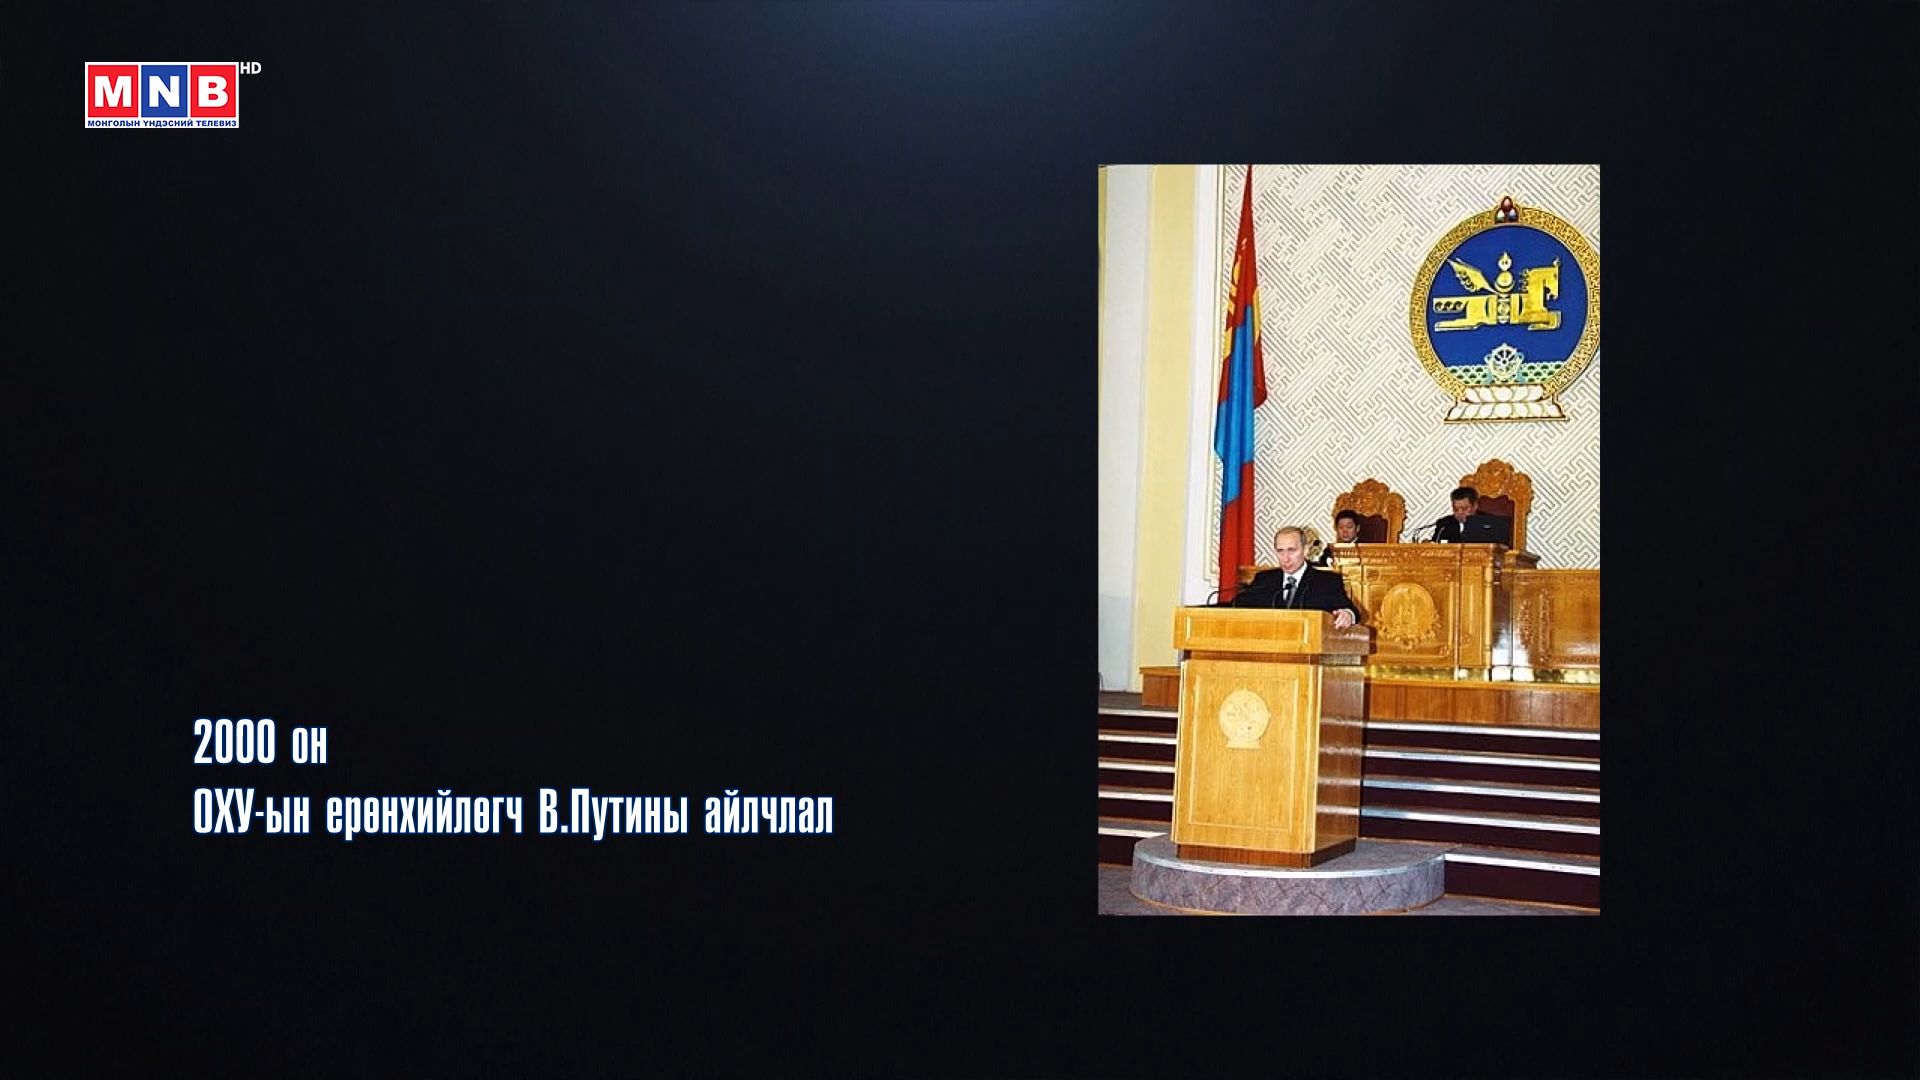 MNB HD
МОНГОЛЫН ҮНДЭСНИЙ ТЕЛЕВИЗ
2000 он
ОХУ-ын ерөнхийлөгч В.Путины айлчлал